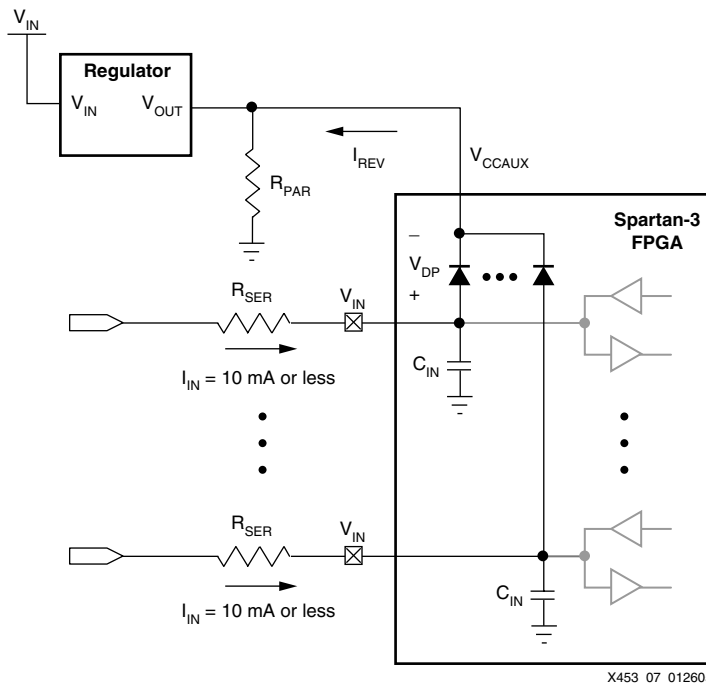 V_IN
Regulator
V_IN V_OUT
I_REV
V_CCAUX
R_PAR
Spartan-3
FPGA
–
V_DP
+
R_SER
V_IN
I_IN = 10 mA or less
C_IN
R_SER
V_IN
I_IN = 10 mA or less
C_IN
X453_07_01260